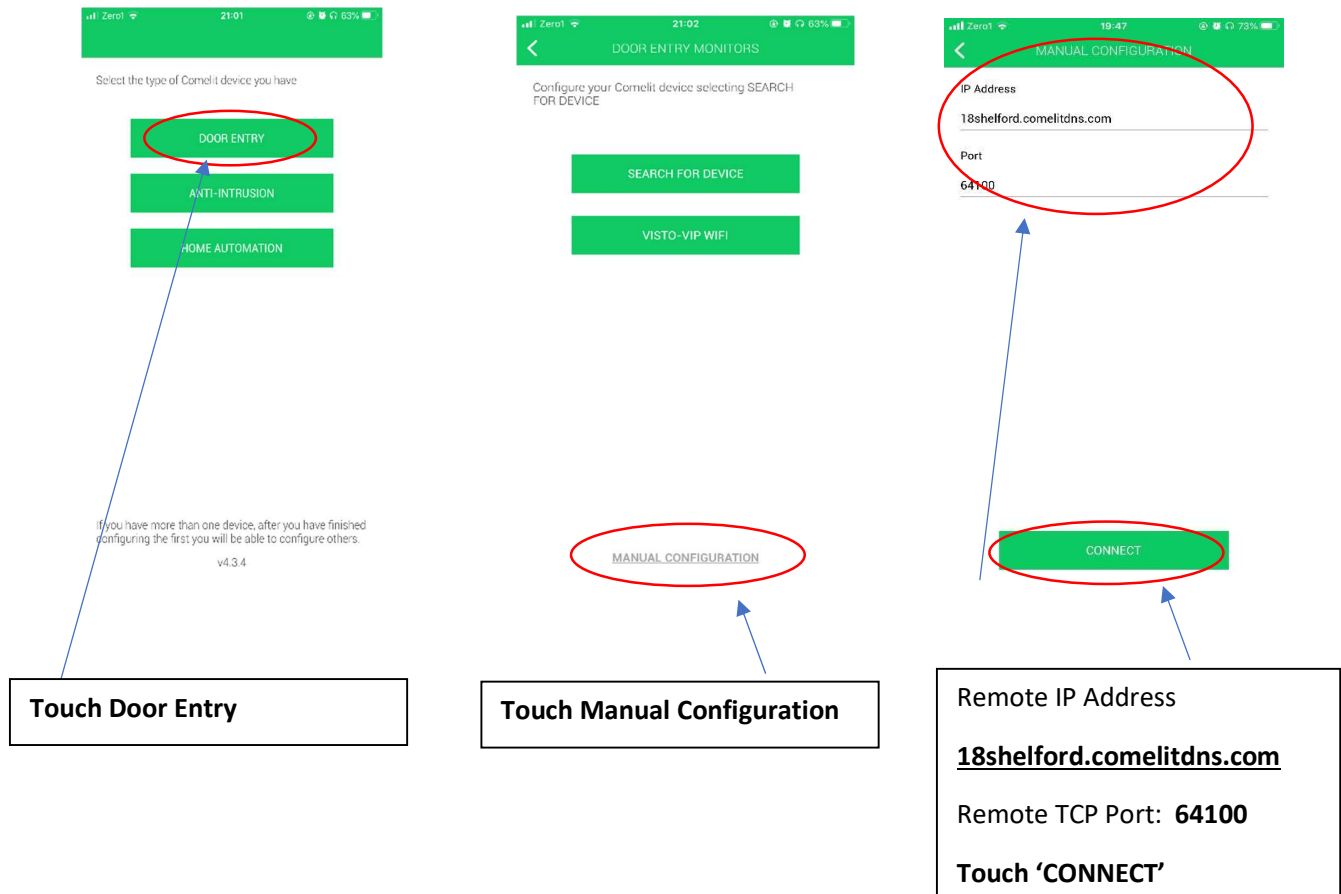 Zero1 21:01 63%
Select the type of Comelit device you have
DOOR ENTRY
ANTI-INTRUSION
HOME AUTOMATION
If you have more than one device, after you have finished
configuring the first you will be able to configure others.
v4.3.4
Touch Door Entry
Zero1 21:02 63%
DOOR ENTRY MONITORS
Configure your Comelit device selecting SEARCH
FOR DEVICE
SEARCH FOR DEVICE
VISTO-VIP WIFI
MANUAL CONFIGURATION
Touch Manual Configuration
Zero1 19:47 73%
MANUAL CONFIGURATION
IP Address
18shelford.comelitdns.com
Port
64100
CONNECT
Remote IP Address
18shelford.comelitdns.com
Remote TCP Port: 64100
Touch ‘CONNECT’